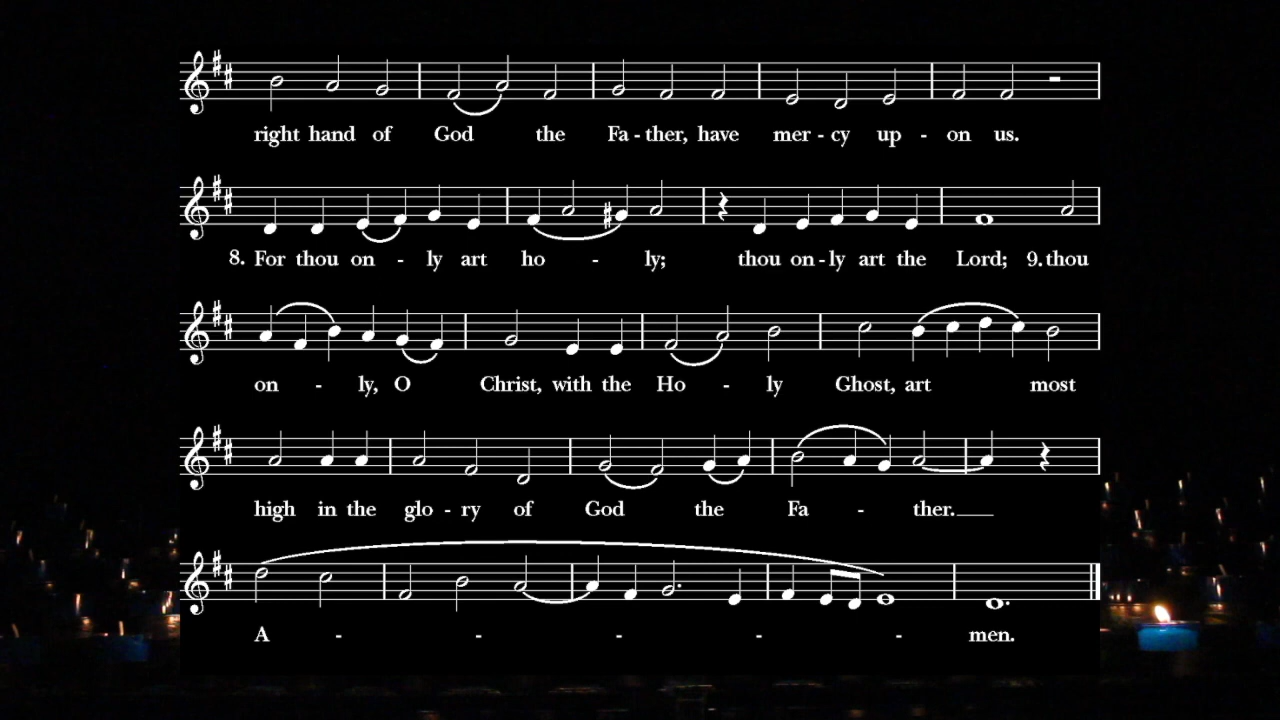 right hand of God the Fa - ther, have mer - cy up - on us.
8. For thou on - ly art ho - ly; thou on - ly art the Lord; 9. thou
on - ly, O Christ, with the Ho - ly Ghost, art most
high in the glo - ry of God the Fa - ther.
A - - - - - - men.